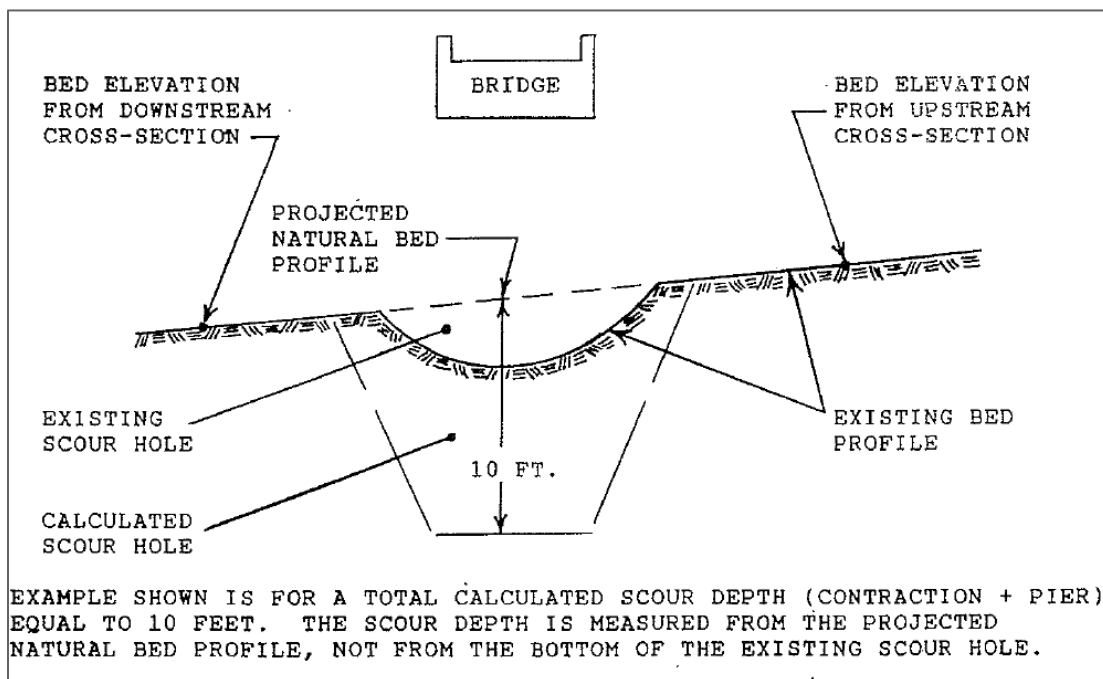 BRIDGE
BED ELEVATION
FROM DOWNSTREAM
CROSS-SECTION
BED ELEVATION
FROM UPSTREAM
CROSS-SECTION
PROJECTED
NATURAL BED
PROFILE
EXISTING
SCOUR HOLE
EXISTING BED
PROFILE
10 FT.
CALCULATED
SCOUR HOLE
EXAMPLE SHOWN IS FOR A TOTAL CALCULATED SCOUR DEPTH (CONTRACTION + PIER)
EQUAL TO 10 FEET. THE SCOUR DEPTH IS MEASURED FROM THE PROJECTED
NATURAL BED PROFILE, NOT FROM THE BOTTOM OF THE EXISTING SCOUR HOLE.